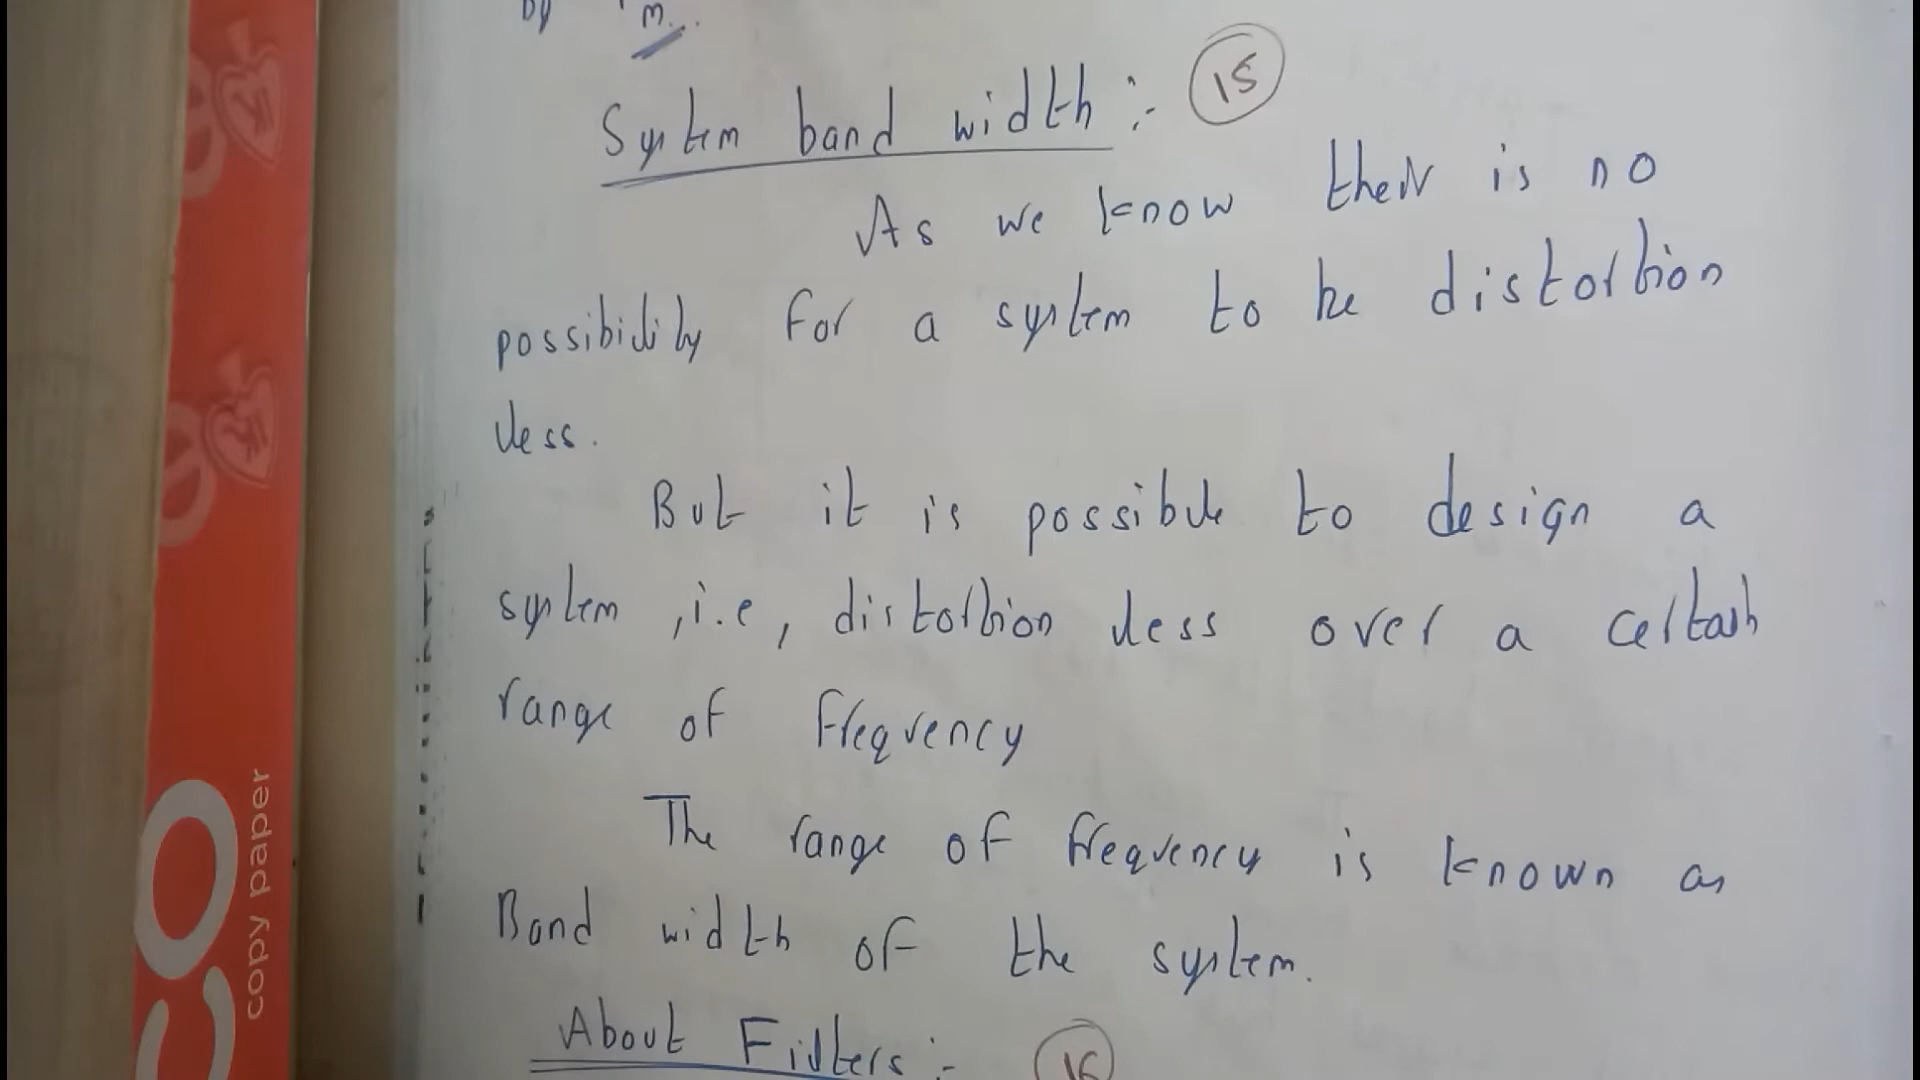 by m..
System band width :- 15
As we know there is no
possibility for a system to be distortion
less.
But it is possible to design a
system , i.e, distortion less over a certain
range of frequency
The range of frequency is known as
Band width of the system.
About Filters :- 16
copy paper